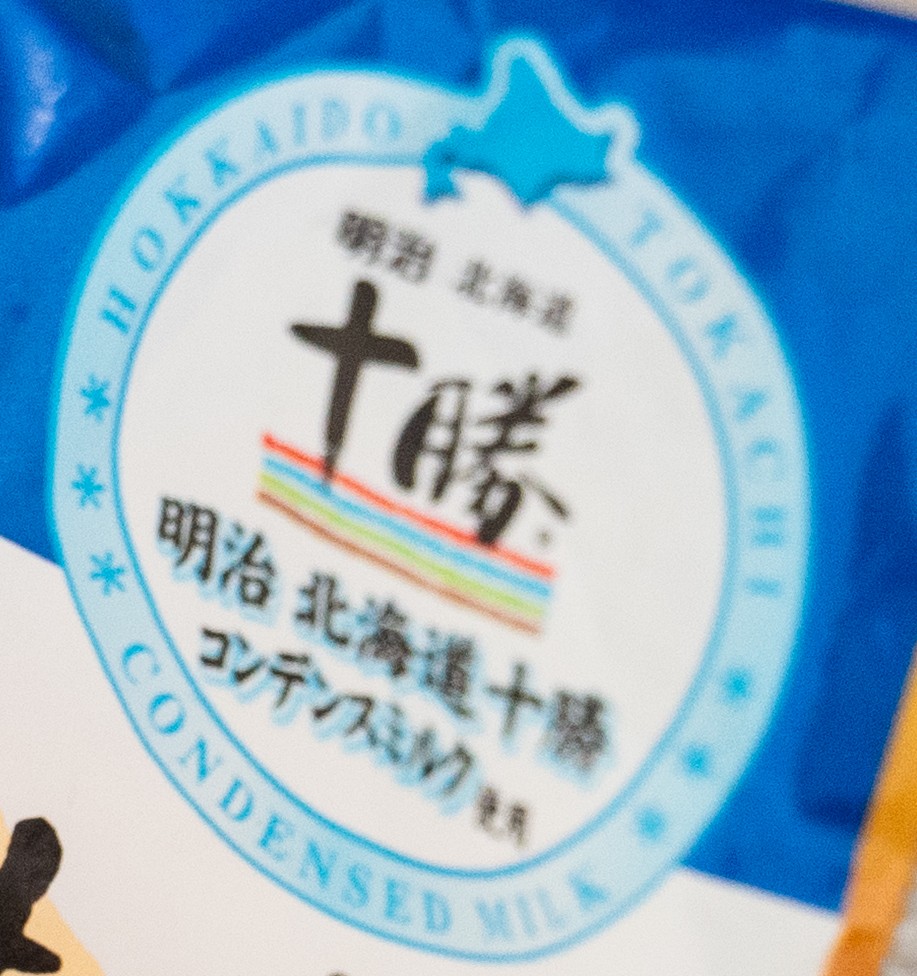 HOKKAIDO TOKACHI
明治 北海道
十勝
明治 北海道十勝
コンデンスミルク使用
*** CONDENSED MILK ***